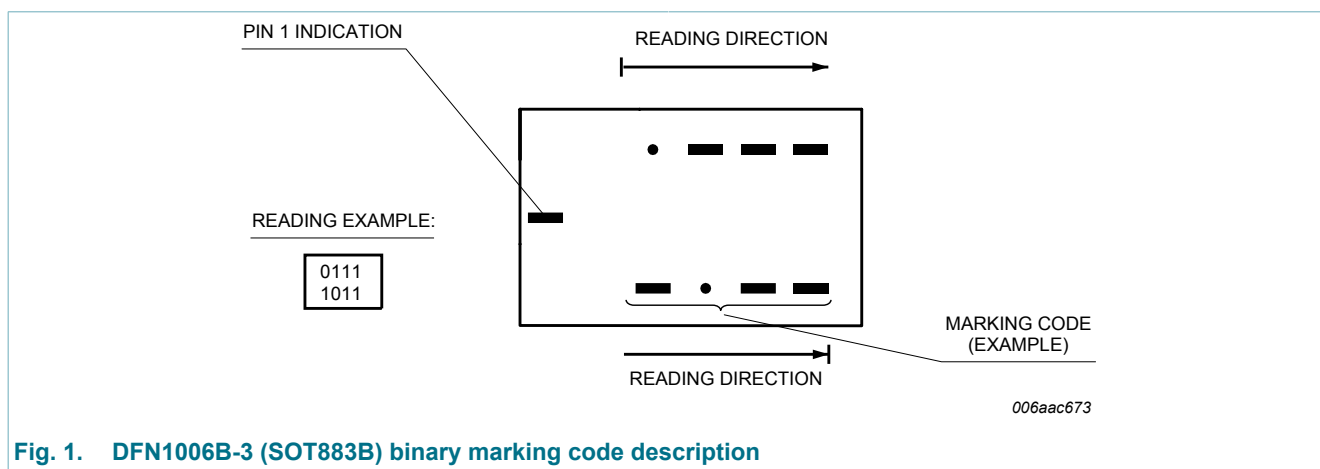 PIN 1 INDICATION
READING DIRECTION
READING EXAMPLE:
0111
1011
MARKING CODE
(EXAMPLE)
READING DIRECTION
006aac673
Fig. 1. DFN1006B-3 (SOT883B) binary marking code description